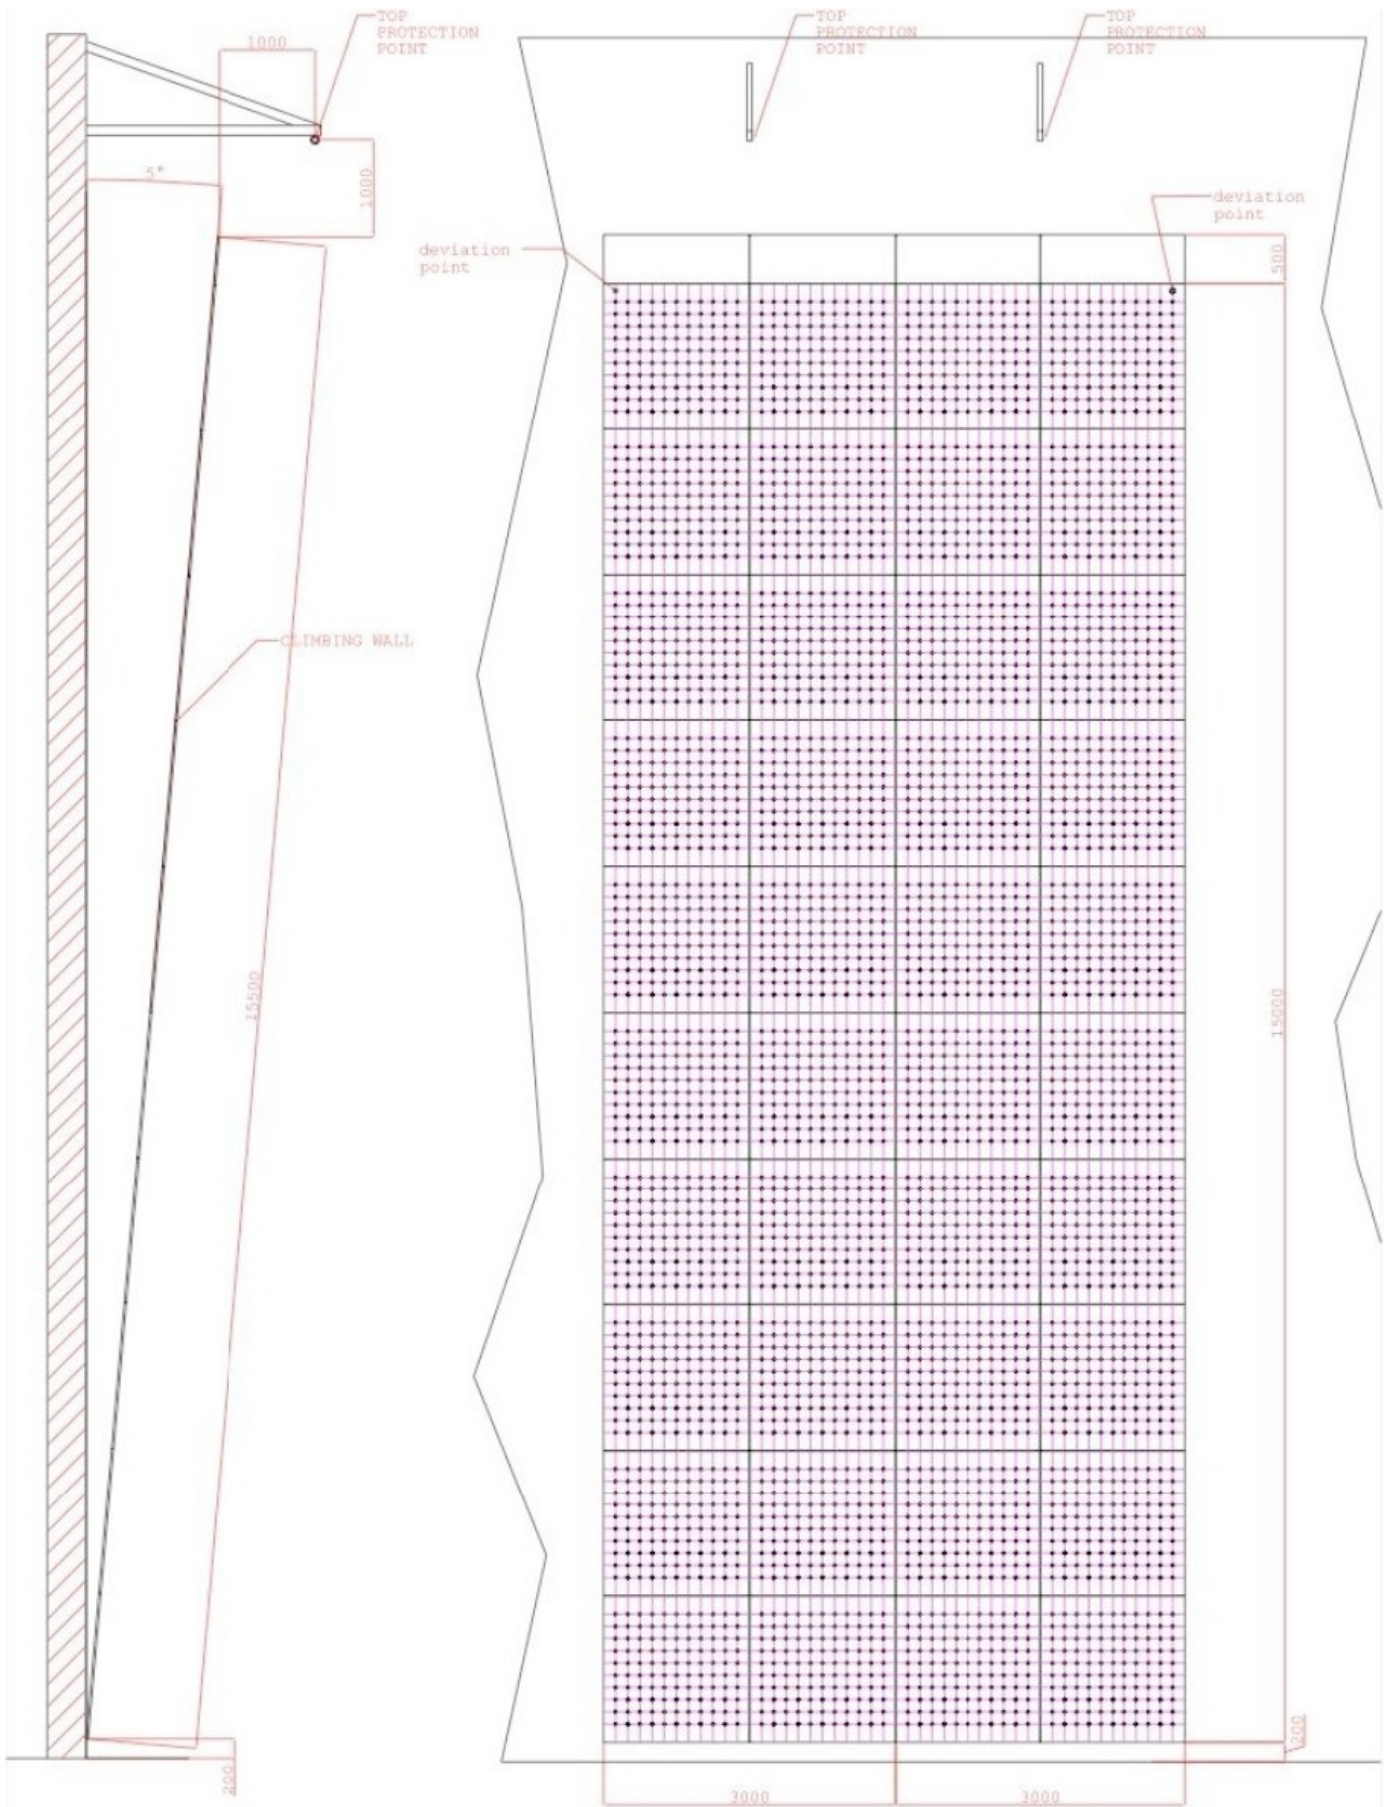 TOP
PROTECTION
POINT
1000
1000
5°
CLIMBING WALL
15500
200
TOP
PROTECTION
POINT
TOP
PROTECTION
POINT
deviation
point
deviation
point
500
15000
200
3000
3000